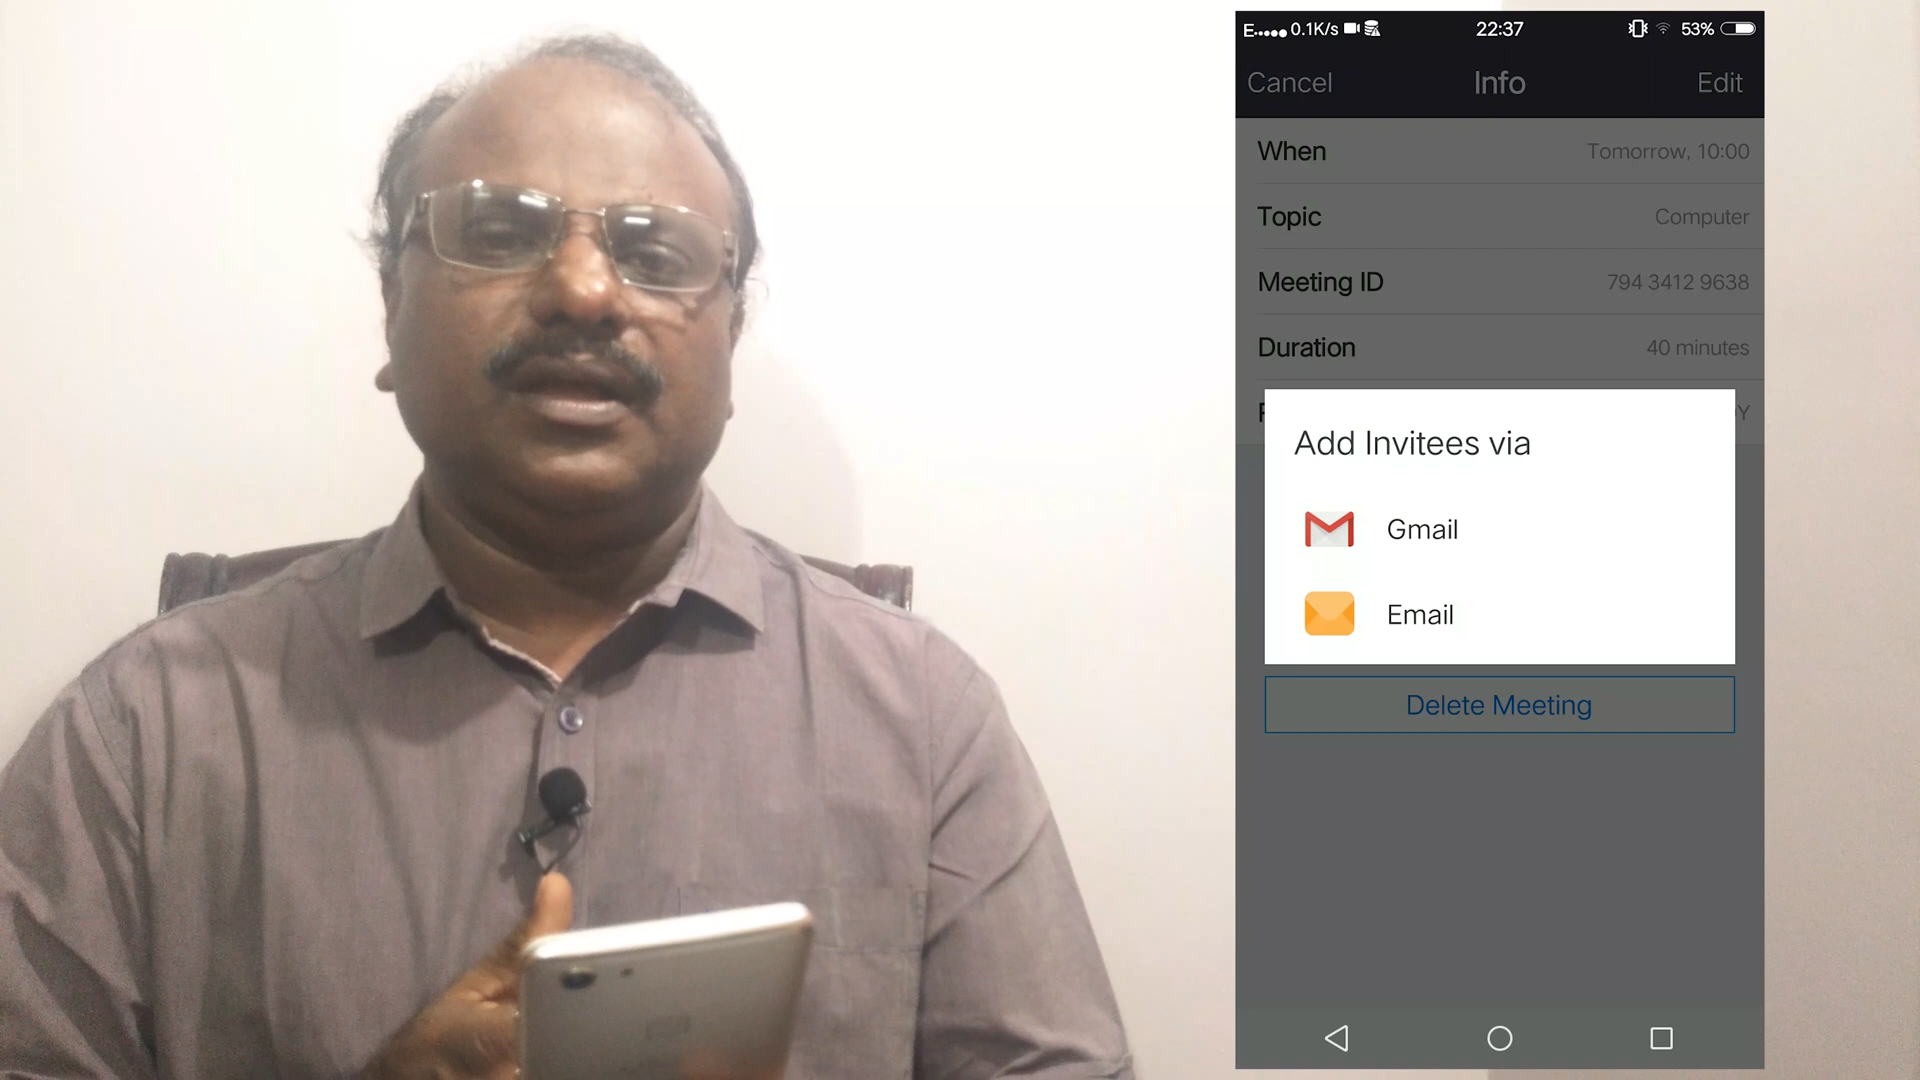 E..... 0.1K/s 22:37 53%
Cancel Info Edit
When Tomorrow, 10:00
Topic Computer
Meeting ID 794 3412 9638
Duration 40 minutes
Add Invitees via
Gmail
Email
Delete Meeting